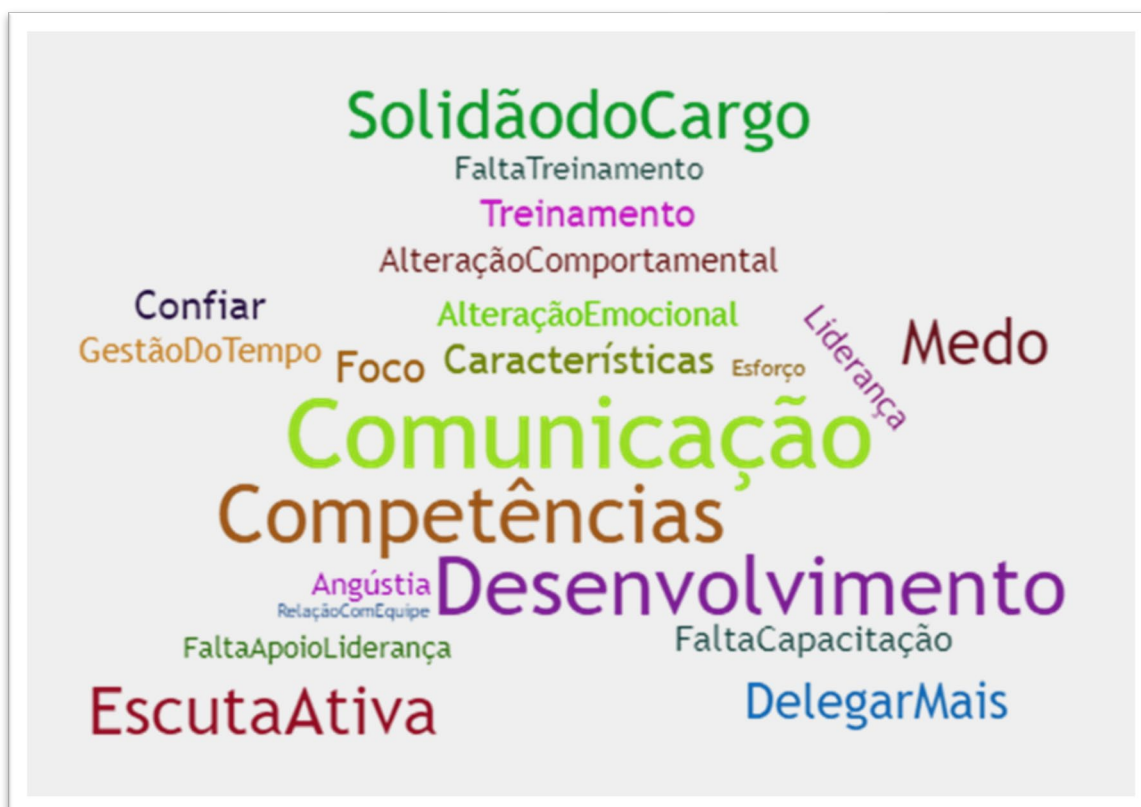 SolidãodoCargo
FaltaTreinamento
Treinamento
AlteraçãoComportamental
Confiar
AlteraçãoEmocional
Liderança
Medo
GestãoDoTempo
Foco
Características
Esforço
Comunicação
Competências
Angústia
Desenvolvimento
RelaçãoComEquipe
FaltaApoioLiderança
FaltaCapacitação
EscutaAtiva
DelegarMais